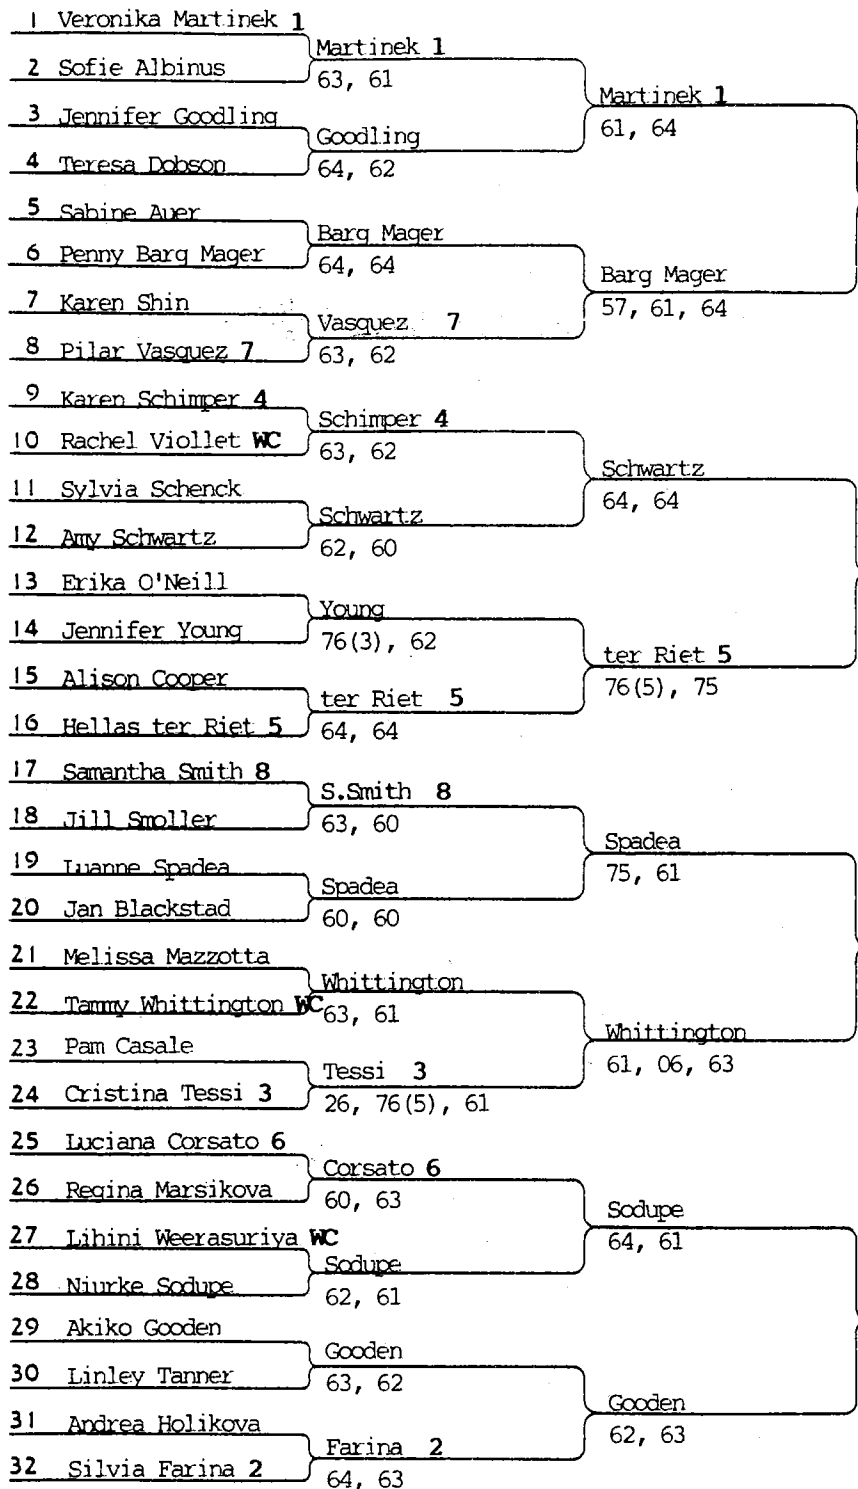 1 Veronika Martinek 1
2 Sofie Albinus
3 Jennifer Goodling
4 Teresa Dobson
5 Sabine Auer
6 Penny Barg Mager
7 Karen Shin
8 Pilar Vasquez 7
9 Karen Schimper 4
10 Rachel Viollet WC
11 Sylvia Schenck
12 Amy Schwartz
13 Erika O'Neill
14 Jennifer Young
15 Alison Cooper
16 Hellas ter Riet 5
17 Samantha Smith 8
18 Jill Smoller
19 Luanne Spadea
20 Jan Blackstad
21 Melissa Mazzotta
22 Tammy Whittington WC
23 Pam Casale
24 Cristina Tessi 3
25 Luciana Corsato 6
26 Regina Marsikova
27 Lihini Weerasuriya WC
28 Niurke Sodupe
29 Akiko Gooden
30 Linley Tanner
31 Andrea Holikova
32 Silvia Farina 2
Martinek 1
63, 61
Goodling
64, 62
Barg Mager
64, 64
Vasquez 7
63, 62
Schimper 4
63, 62
Schwartz
62, 60
Young
76(3), 62
ter Riet 5
64, 64
S.Smith 8
63, 60
Spadea
60, 60
Whittington
63, 61
Tessi 3
26, 76(5), 61
Corsato 6
60, 63
Sodupe
62, 61
Gooden
63, 62
Farina 2
64, 63
Martinek 1
61, 64
Barg Mager
57, 61, 64
Schwartz
64, 64
ter Riet 5
76(5), 75
Spadea
75, 61
Whittington
61, 06, 63
Sodupe
64, 61
Gooden
62, 63